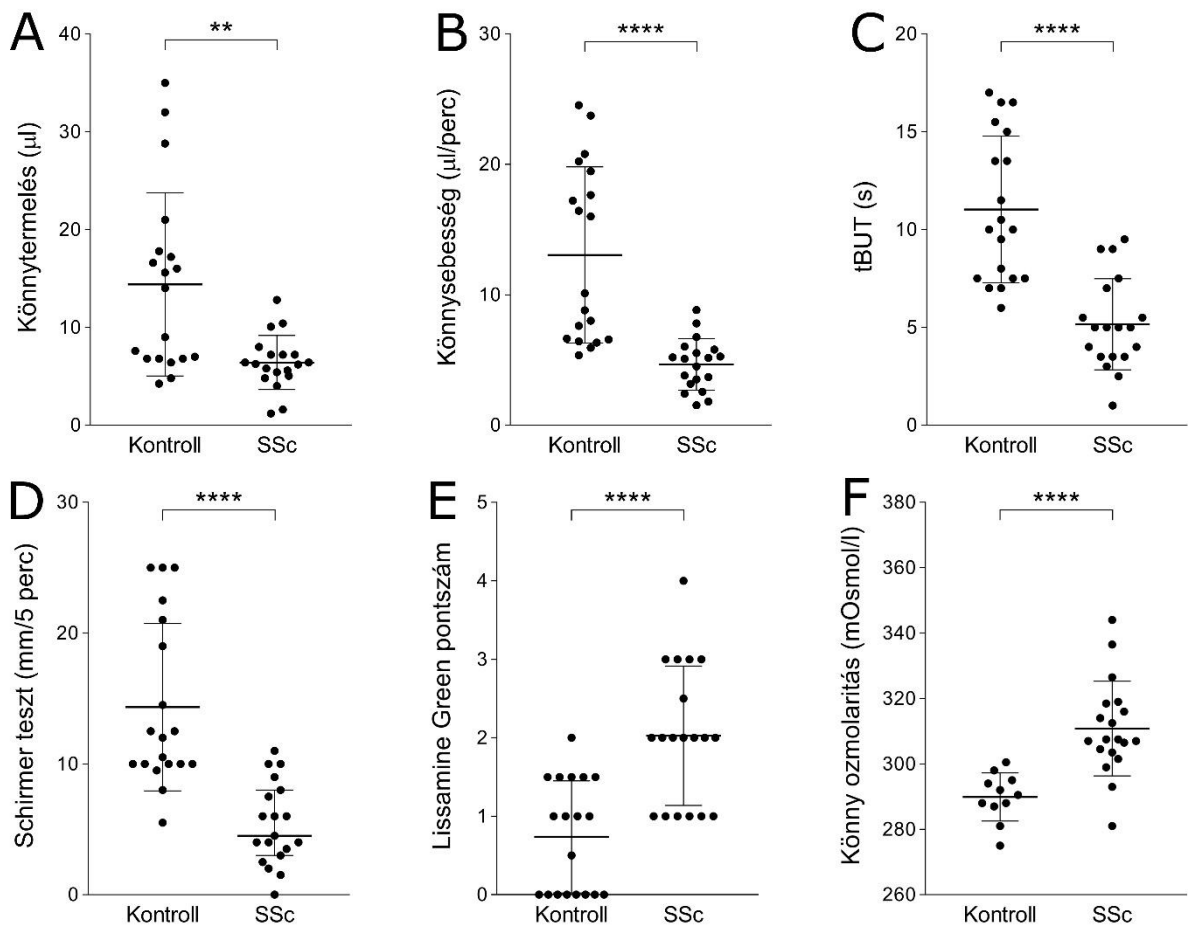 A
Könnytermelés (μl)
40
30
20
10
0
**
Kontroll
SSc
B
Könnysebesség (μl/perc)
30
20
10
0
****
Kontroll
SSc
C
tBUT (s)
20
15
10
5
0
****
Kontroll
SSc
D
Schirmer teszt (mm/5 perc)
30
20
10
0
****
Kontroll
SSc
E
Lissamine Green pontszám
5
4
3
2
1
0
****
Kontroll
SSc
F
Könny ozmolaritás (mOsmol/l)
380
360
340
320
300
280
260
****
Kontroll
SSc